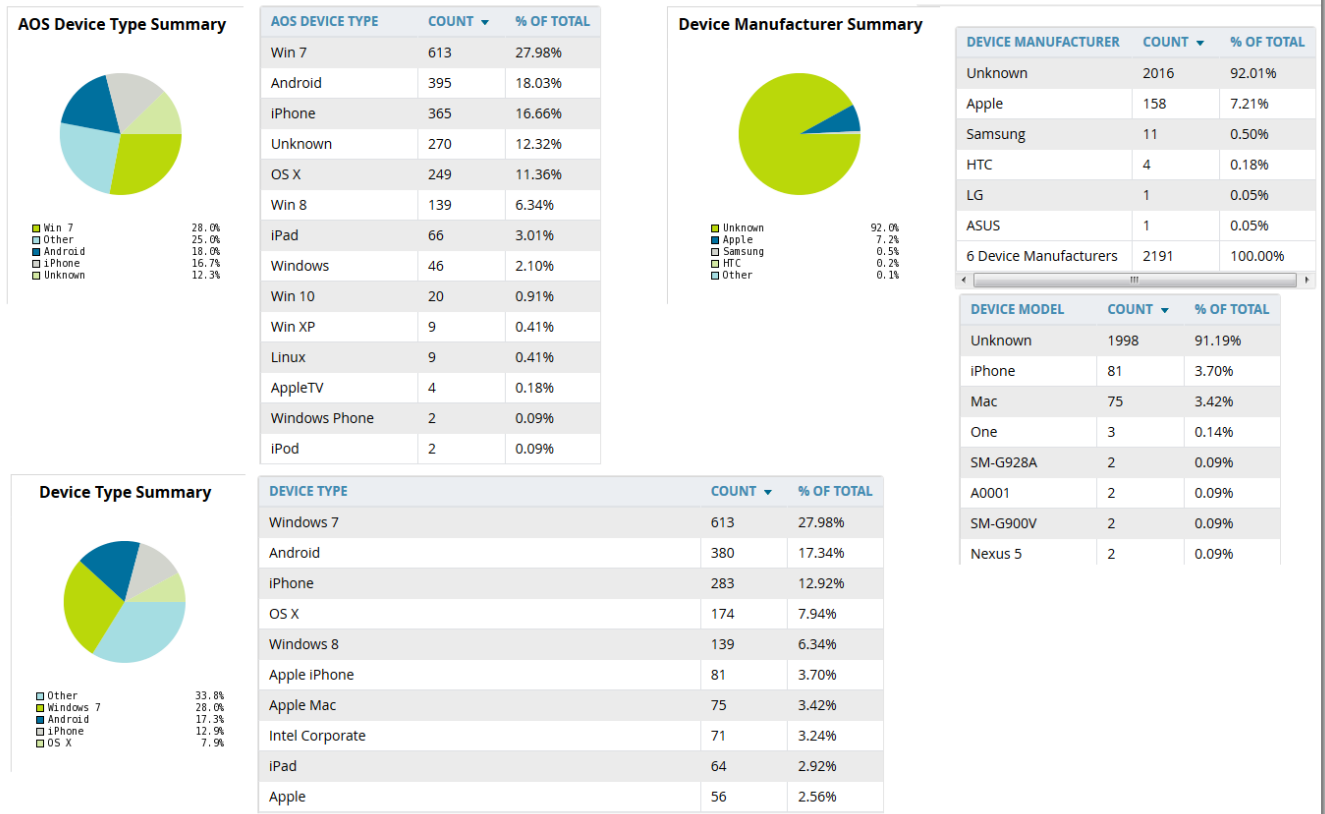 AOS Device Type Summary
Win 7 28.0%
Other 25.0%
Android 18.0%
iPhone 16.7%
Unknown 12.3%
AOS DEVICE TYPE COUNT % OF TOTAL
Win 7 613 27.98%
Android 395 18.03%
iPhone 365 16.66%
Unknown 270 12.32%
OS X 249 11.36%
Win 8 139 6.34%
iPad 66 3.01%
Windows 46 2.10%
Win 10 20 0.91%
Win XP 9 0.41%
Linux 9 0.41%
AppleTV 4 0.18%
Windows Phone 2 0.09%
iPod 2 0.09%
Device Manufacturer Summary
Unknown 92.0%
Apple 7.2%
Samsung 0.5%
HTC 0.2%
Other 0.1%
DEVICE MANUFACTURER COUNT % OF TOTAL
Unknown 2016 92.01%
Apple 158 7.21%
Samsung 11 0.50%
HTC 4 0.18%
LG 1 0.05%
ASUS 1 0.05%
6 Device Manufacturers 2191 100.00%
DEVICE MODEL COUNT % OF TOTAL
Unknown 1998 91.19%
iPhone 81 3.70%
Mac 75 3.42%
One 3 0.14%
SM-G928A 2 0.09%
A0001 2 0.09%
SM-G900V 2 0.09%
Nexus 5 2 0.09%
Device Type Summary
Other 33.8%
Windows 7 28.0%
Android 17.3%
iPhone 12.9%
OS X 7.9%
DEVICE TYPE COUNT % OF TOTAL
Windows 7 613 27.98%
Android 380 17.34%
iPhone 283 12.92%
OS X 174 7.94%
Windows 8 139 6.34%
Apple iPhone 81 3.70%
Apple Mac 75 3.42%
Intel Corporate 71 3.24%
iPad 64 2.92%
Apple 56 2.56%